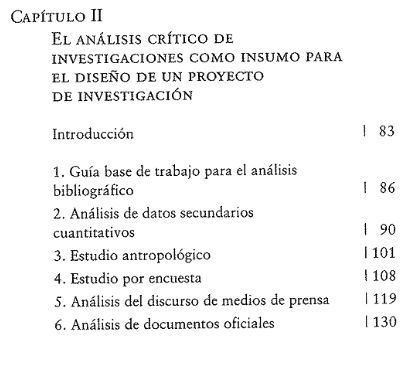 CAPÍTULO II
EL ANÁLISIS CRÍTICO DE
INVESTIGACIONES COMO INSUMO PARA
EL DISEÑO DE UN PROYECTO
DE INVESTIGACIÓN
Introducción | 83
1. Guía base de trabajo para el análisis
bibliográfico | 86
2. Análisis de datos secundarios
cuantitativos | 90
3. Estudio antropológico | 101
4. Estudio por encuesta | 108
5. Análisis del discurso de medios de prensa | 119
6. Análisis de documentos oficiales | 130